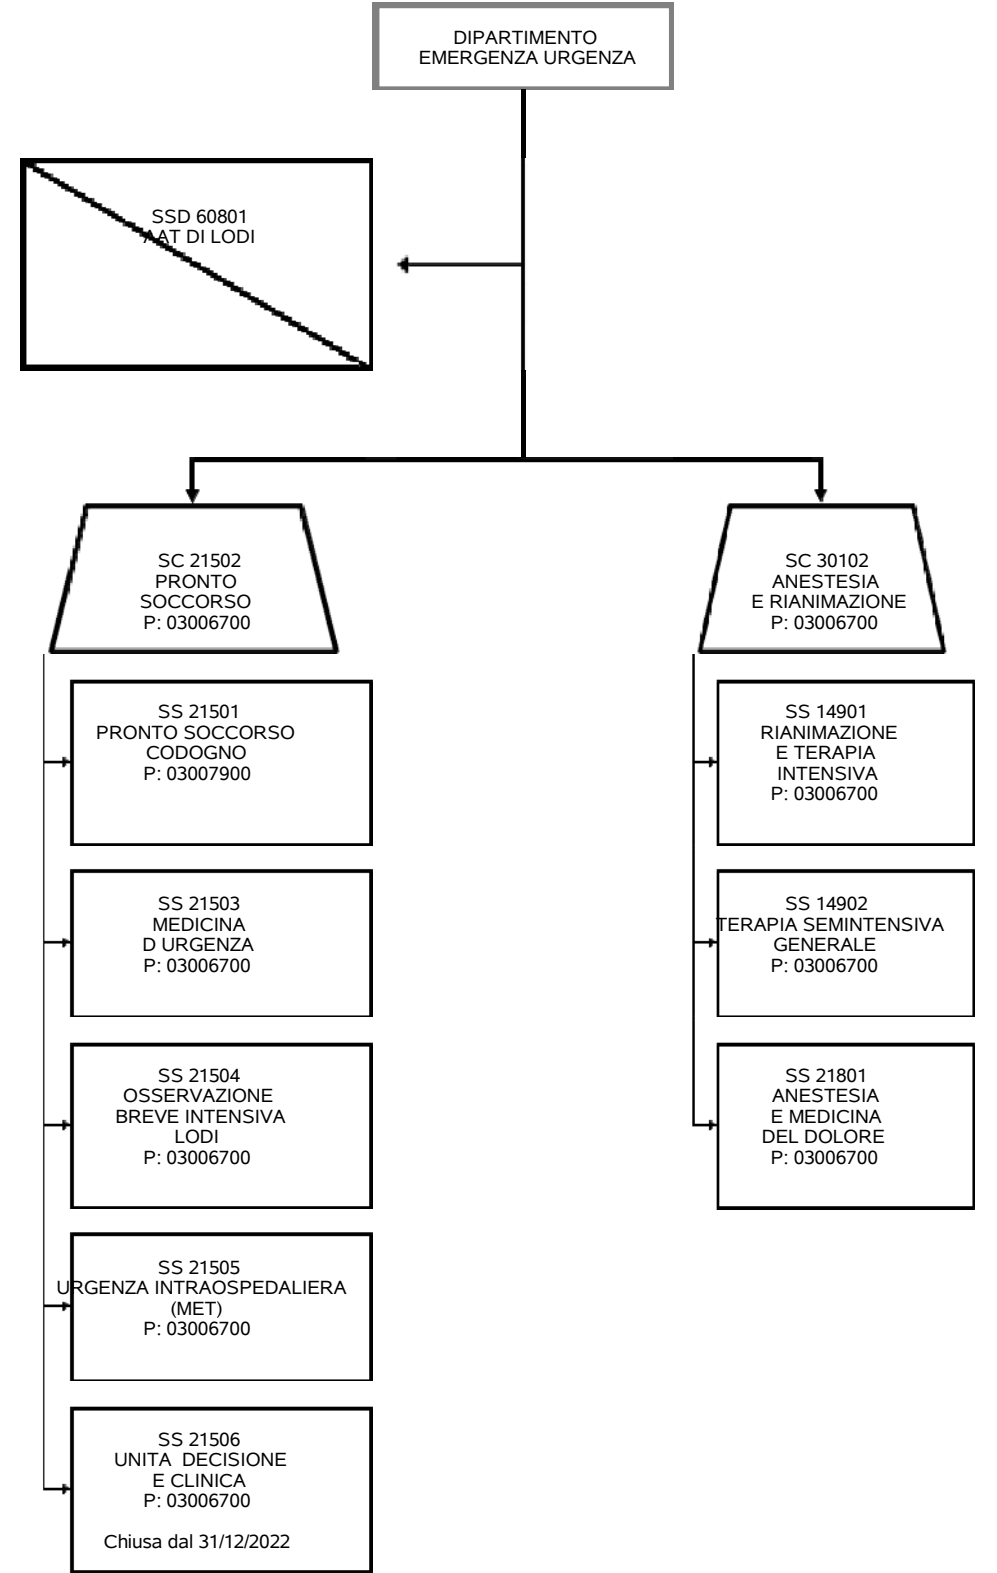 DIPARTIMENTO
EMERGENZA URGENZA
SSD 60801
AAT DI LODI
SC 21502
PRONTO
SOCCORSO
P: 03006700
SS 21501
PRONTO SOCCORSO
CODOGNO
P: 03007900
SS 21503
MEDICINA
D URGENZA
P: 03006700
SS 21504
OSSERVAZIONE
BREVE INTENSIVA
LODI
P: 03006700
SS 21505
URGENZA INTRAOSPEDALIERA
(MET)
P: 03006700
SS 21506
UNITA DECISIONE
E CLINICA
P: 03006700
Chiusa dal 31/12/2022
SC 30102
ANESTESIA
E RIANIMAZIONE
P: 03006700
SS 14901
RIANIMAZIONE
E TERAPIA
INTENSIVA
P: 03006700
SS 14902
TERAPIA SEMINTENSIVA
GENERALE
P: 03006700
SS 21801
ANESTESIA
E MEDICINA
DEL DOLORE
P: 03006700